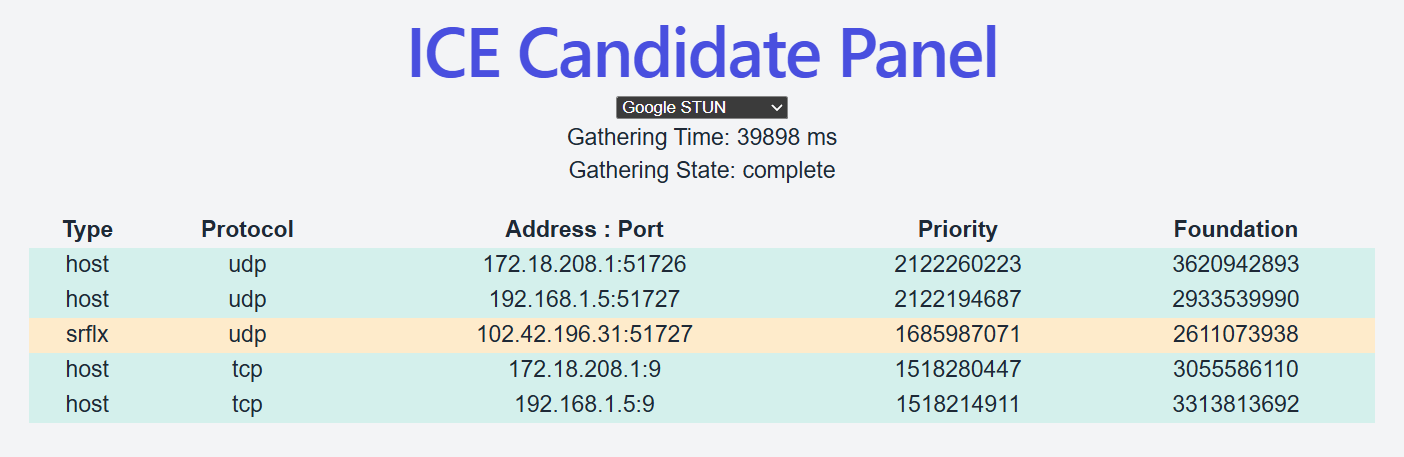 ICE Candidate Panel
Google STUN
Gathering Time: 39898 ms
Gathering State: complete
Type Protocol Address : Port Priority Foundation
host udp 172.18.208.1:51726 2122260223 3620942893
host udp 192.168.1.5:51727 2122194687 2933539990
srflx udp 102.42.196.31:51727 1685987071 2611073938
host tcp 172.18.208.1:9 1518280447 3055586110
host tcp 192.168.1.5:9 1518214911 3313813692